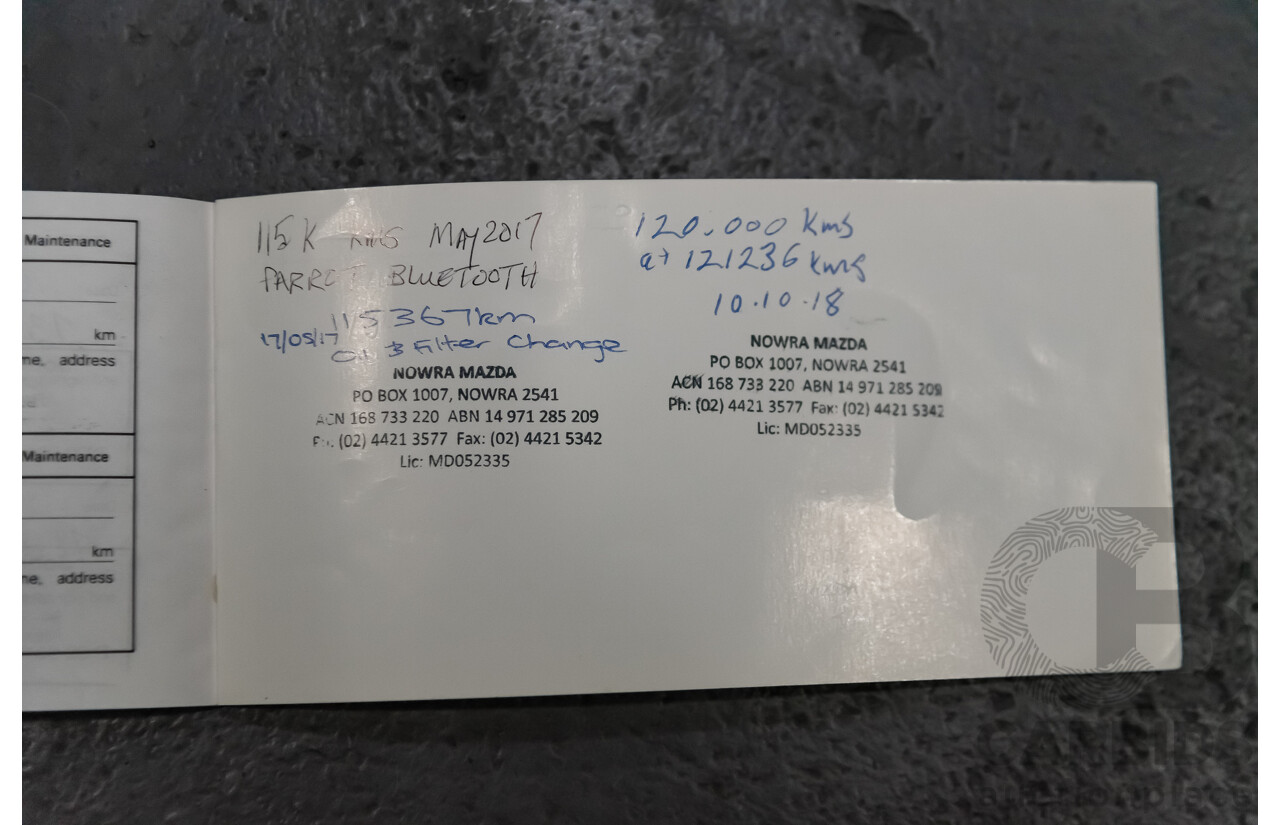 Maintenance
km
ne, address
Maintenance
km
ne, address
115 K KMS MAY 2017
PARROT BLUETOOTH
115367km
17/05/17
Oil & Filter Change
NOWRA MAZDA
PO BOX 1007, NOWRA 2541
ACN 168 733 220 ABN 14 971 285 209
Ph: (02) 4421 3577 Fax: (02) 4421 5342
Lic: MD052335
120,000 Kms
at 121236 kms
10.10.18
NOWRA MAZDA
PO BOX 1007, NOWRA 2541
ACN 168 733 220 ABN 14 971 285 209
Ph: (02) 4421 3577 Fax: (02) 4421 5342
Lic: MD052335